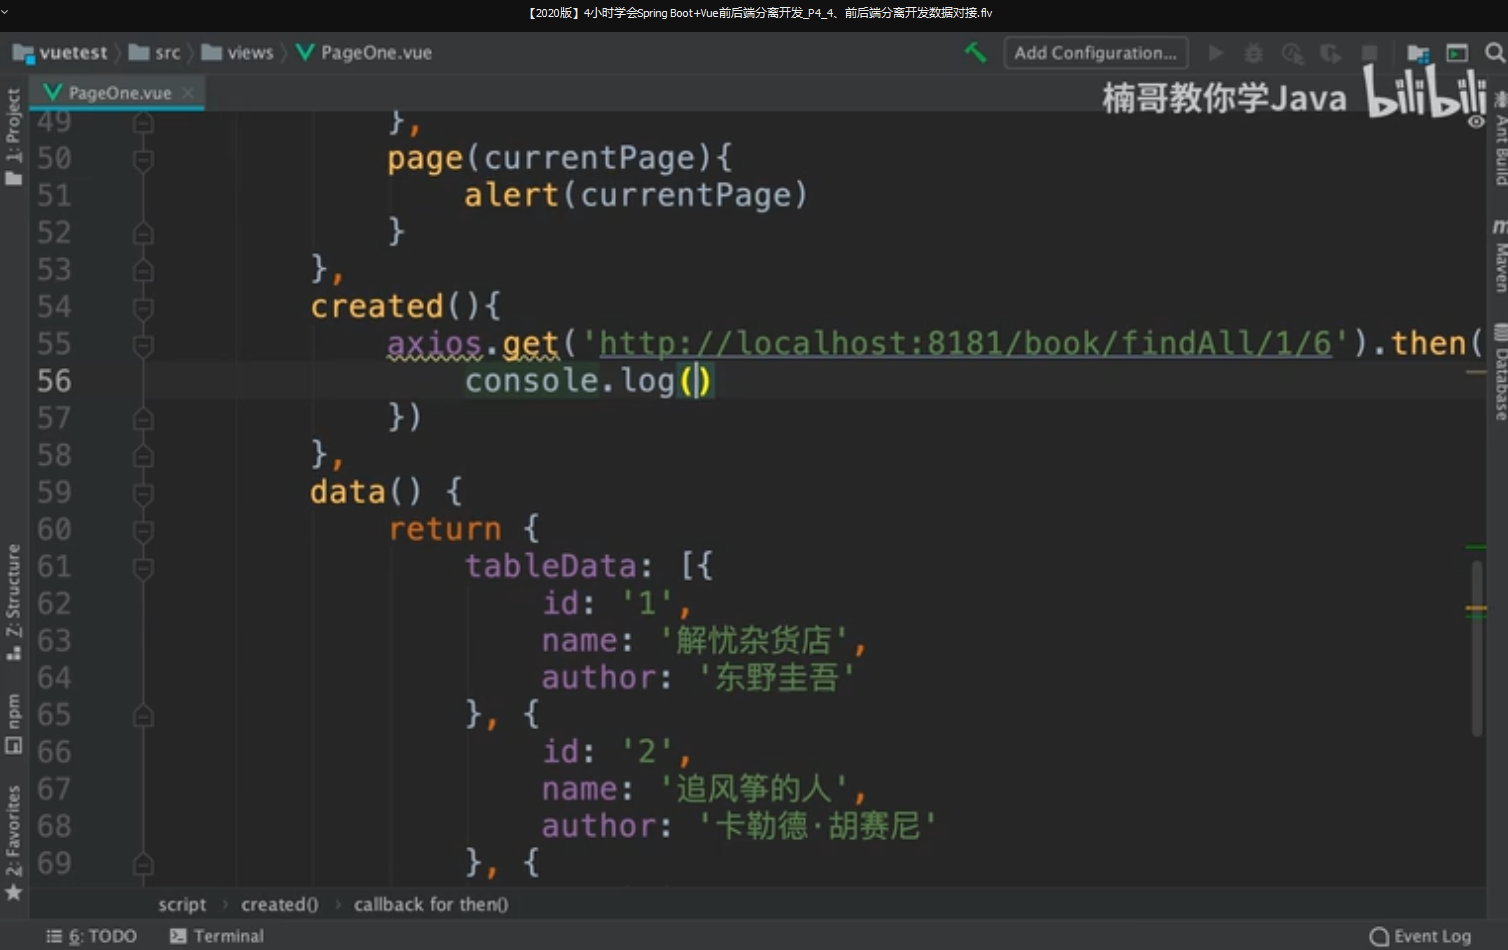 【2020版】4小时学会Spring Boot+Vue前后端分离开发_P4_4、前后端分离开发数据对接.flv
vuetest src views PageOne.vue Add Configuration...
PageOne.vue
楠哥教你学Java bilibili
49 },
50 page(currentPage){
51 alert(currentPage)
52 }
53 },
54 created(){
55 axios.get('http://localhost:8181/book/findAll/1/6').then(
56 console.log()
57 })
58 },
59 data() {
60 return {
61 tableData: [{
62 id: '1',
63 name: '解忧杂货店',
64 author: '东野圭吾'
65 }, {
66 id: '2',
67 name: '追风筝的人',
68 author: '卡勒德·胡赛尼'
69 }, {
1: Project
Z: Structure
npm
2: Favorites
Ant Build
m Maven
Database
script created() callback for then()
6: TODO Terminal Event Log